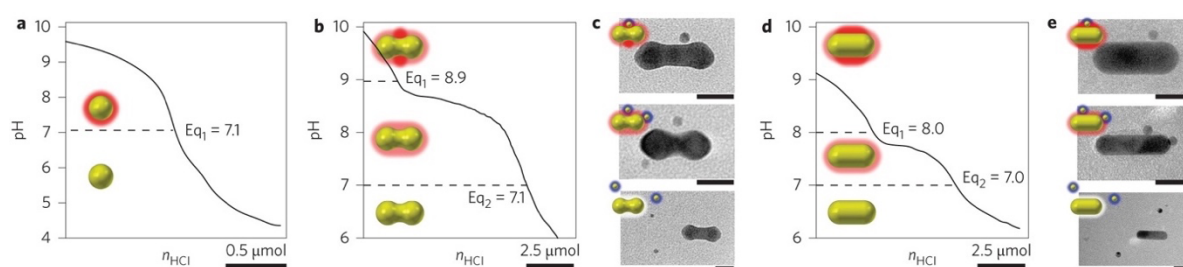 a
10
9
8
7
6
5
4
pH
Eq1 = 7.1
nHCl
0.5 μmol
b
10
9
8
7
6
pH
Eq1 = 8.9
Eq2 = 7.1
nHCl
2.5 μmol
c
d
10
9
8
7
6
pH
Eq1 = 8.0
Eq2 = 7.0
nHCl
2.5 μmol
e